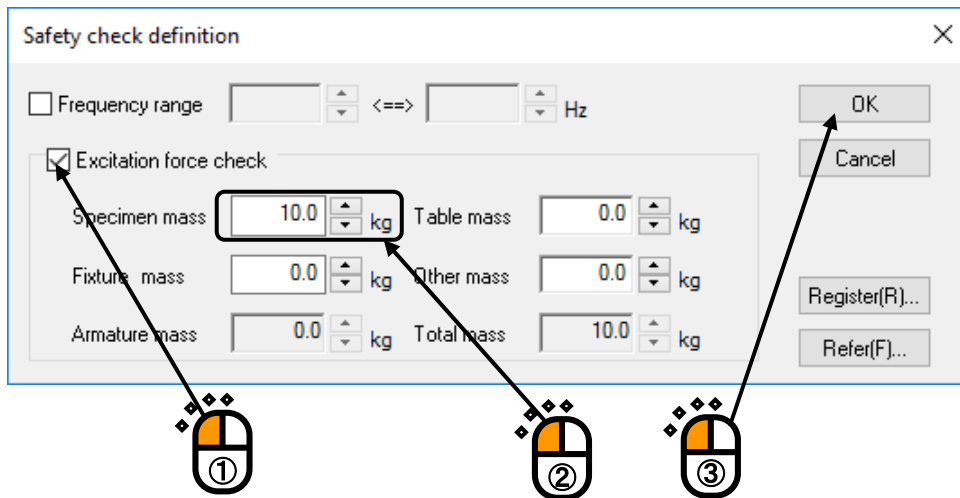 Safety check definition
Frequency range <==> Hz
OK
Excitation force check
Cancel
Specimen mass 10.0 kg Table mass 0.0 kg
Fixture mass 0.0 kg Other mass 0.0 kg
Register(R)...
Armature mass 0.0 kg Total mass 10.0 kg
Refer(F)...
① ② ③